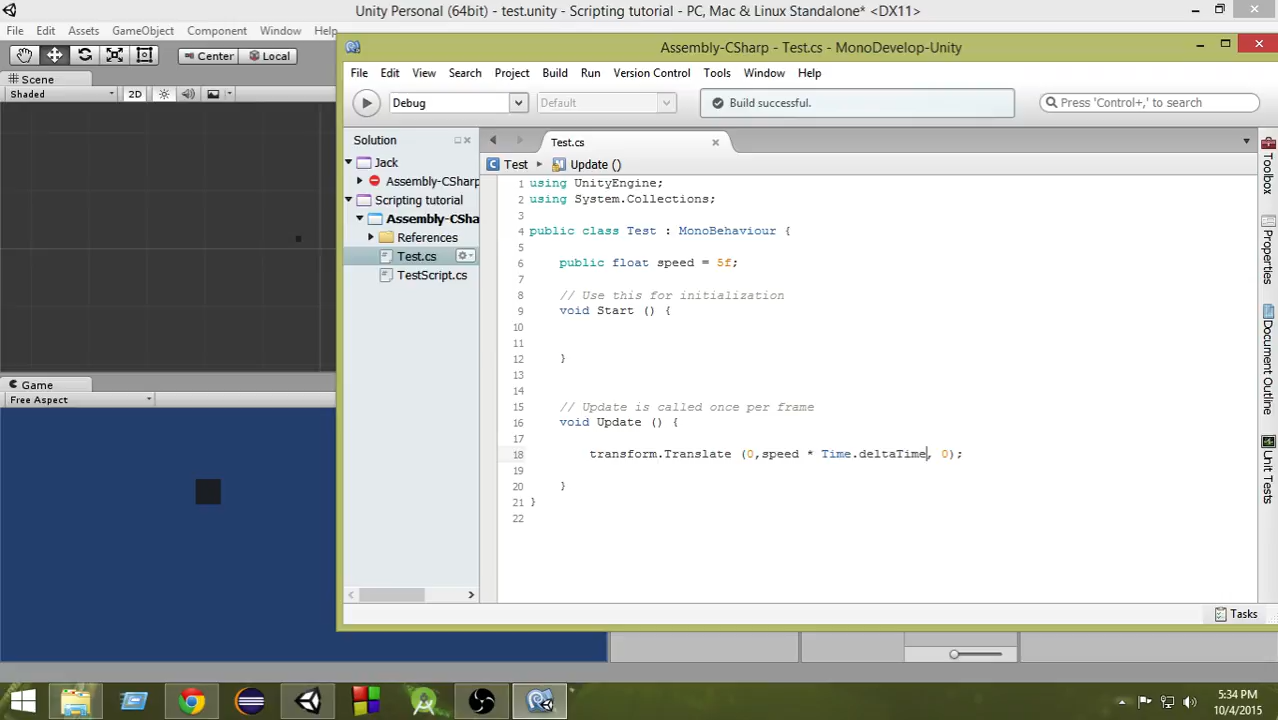 Unity Personal (64bit) - test.unity - Scripting tutorial - PC, Mac & Linux Standalone* <DX11>
File Edit Assets GameObject Component Window Help
Center Local
Scene
Shaded 2D
Game
Free Aspect
Assembly-CSharp - Test.cs - MonoDevelop-Unity
File Edit View Search Project Build Run Version Control Tools Window Help
Debug Default Build successful. Press 'Control+,' to search
Solution
Jack
Assembly-CSharp
Scripting tutorial
Assembly-CSha
References
Test.cs
TestScript.cs
Test.cs
Test Update ()
1 using UnityEngine;
2 using System.Collections;
3
4 public class Test : MonoBehaviour {
5
6 public float speed = 5f;
7
8 // Use this for initialization
9 void Start () {
10
11
12 }
13
14
15 // Update is called once per frame
16 void Update () {
17
18 transform.Translate (0,speed * Time.deltaTime, 0);
19
20 }
21 }
22
Toolbox
Properties
Document Outline
Unit Tests
Tasks
5:34 PM
10/4/2015